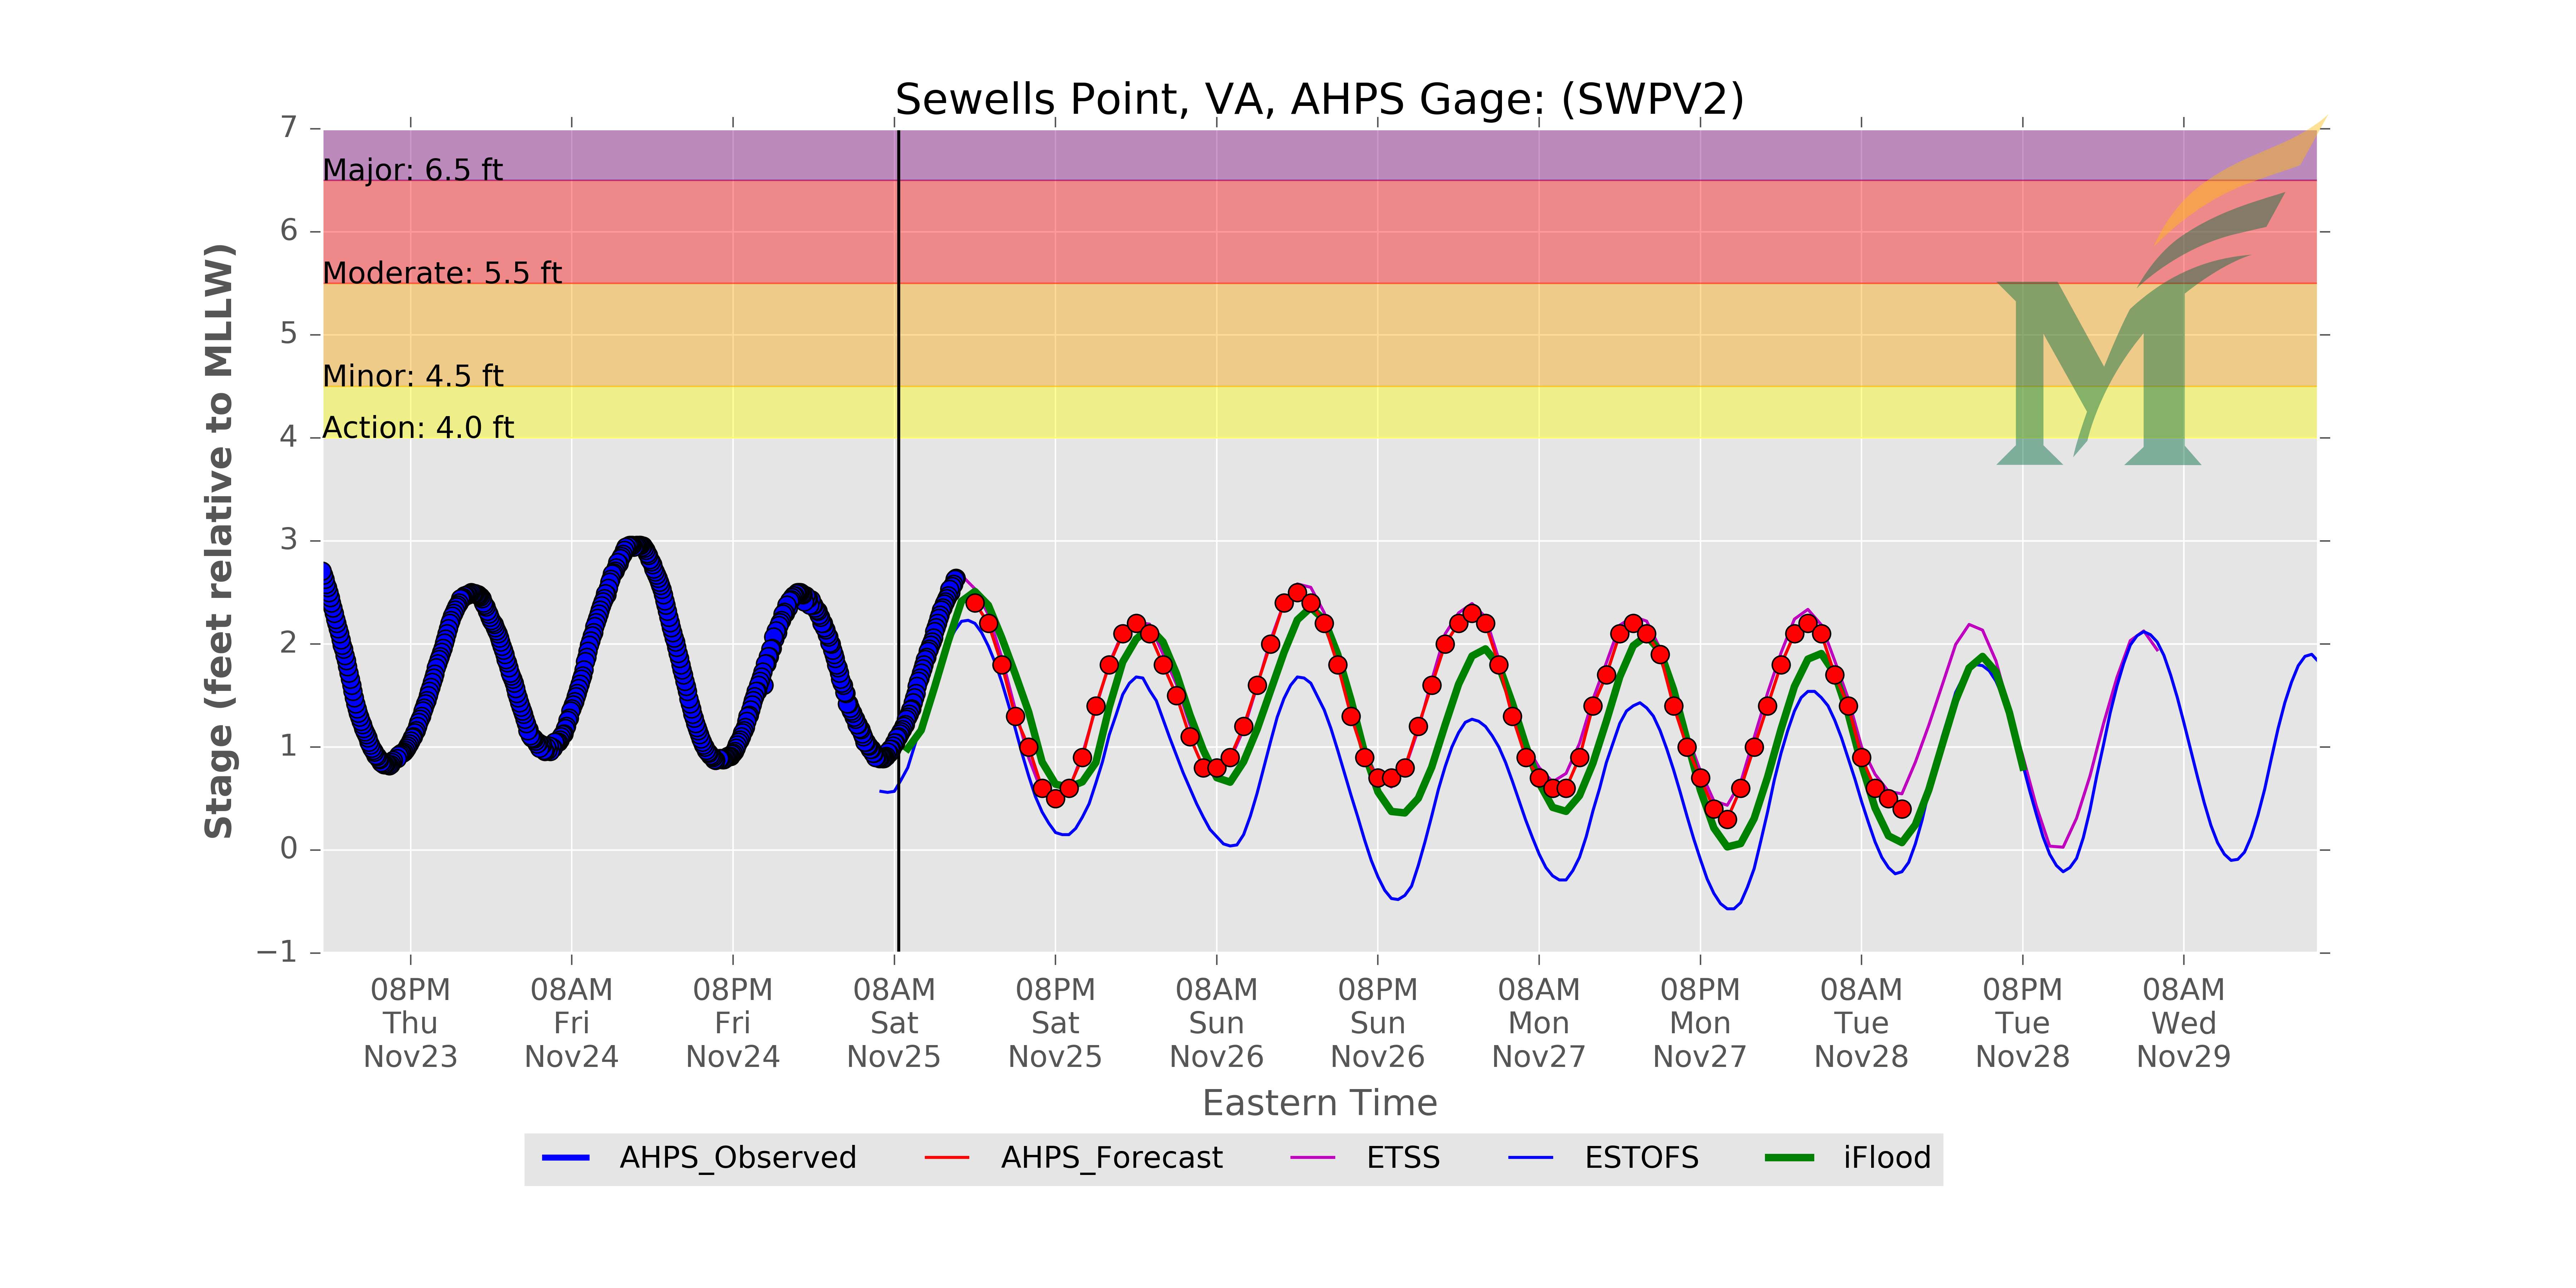 Sewells Point, VA, AHPS Gage: (SWPV2)
Stage (feet relative to MLLW)
7
6
5
4
3
2
1
0
−1
Major: 6.5 ft
Moderate: 5.5 ft
Minor: 4.5 ft
Action: 4.0 ft
M
08PM 08AM 08PM 08AM 08PM 08AM 08PM 08AM 08PM 08AM 08PM 08AM
Thu Fri Fri Sat Sat Sun Sun Mon Mon Tue Tue Wed
Nov23 Nov24 Nov24 Nov25 Nov25 Nov26 Nov26 Nov27 Nov27 Nov28 Nov28 Nov29
Eastern Time
AHPS_Observed AHPS_Forecast ETSS ESTOFS iFlood